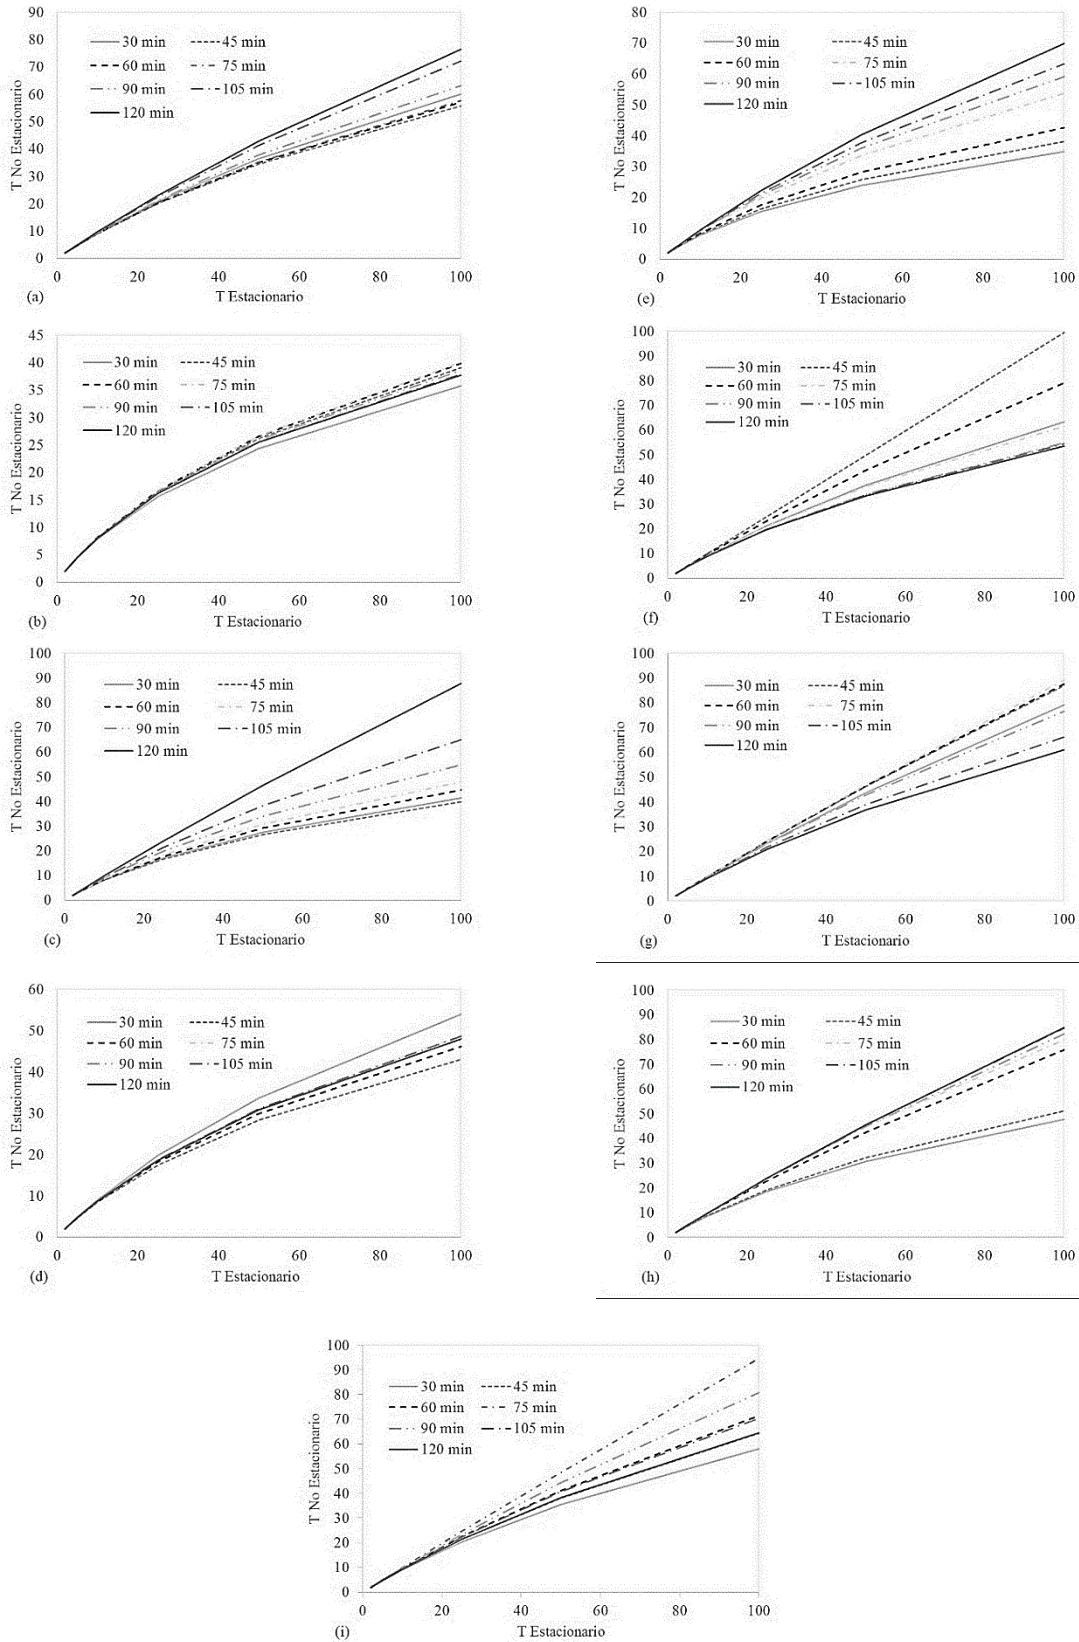 90
80
70
60
50
40
30
20
10
0
30 min 45 min
60 min 75 min
90 min 105 min
120 min
T No Estacionario
0 20 40 60 80 100
T Estacionario
(a)
80
70
60
50
40
30
20
10
0
30 min 45 min
60 min 75 min
90 min 105 min
120 min
T No Estacionario
0 20 40 60 80 100
T Estacionario
(e)
45
40
35
30
25
20
15
10
5
0
30 min 45 min
60 min 75 min
90 min 105 min
120 min
T No Estacionario
0 20 40 60 80 100
T Estacionario
(b)
100
90
80
70
60
50
40
30
20
10
0
30 min 45 min
60 min 75 min
90 min 105 min
120 min
T No Estacionario
0 20 40 60 80 100
T Estacionario
(f)
100
90
80
70
60
50
40
30
20
10
0
30 min 45 min
60 min 75 min
90 min 105 min
120 min
T No Estacionario
0 20 40 60 80 100
T Estacionario
(c)
100
90
80
70
60
50
40
30
20
10
0
30 min 45 min
60 min 75 min
90 min 105 min
120 min
T No Estacionario
0 20 40 60 80 100
T Estacionario
(g)
60
50
40
30
20
10
0
30 min 45 min
60 min 75 min
90 min 105 min
120 min
T No Estacionario
0 20 40 60 80 100
T Estacionario
(d)
100
90
80
70
60
50
40
30
20
10
0
30 min 45 min
60 min 75 min
90 min 105 min
120 min
T No Estacionario
0 20 40 60 80 100
T Estacionario
(h)
100
90
80
70
60
50
40
30
20
10
0
30 min 45 min
60 min 75 min
90 min 105 min
120 min
T No Estacionario
0 20 40 60 80 100
T Estacionario
(i)